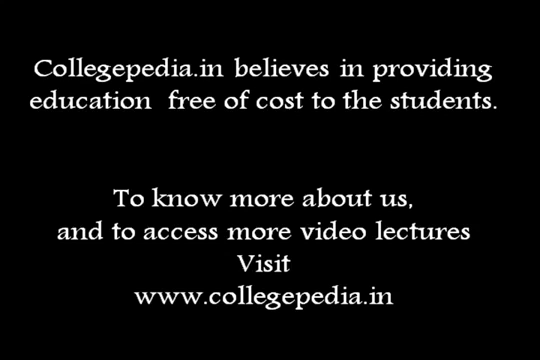 Collegepedia.in believes in providing
education free of cost to the students.
To know more about us,
and to access more video lectures
Visit
www.collegepedia.in